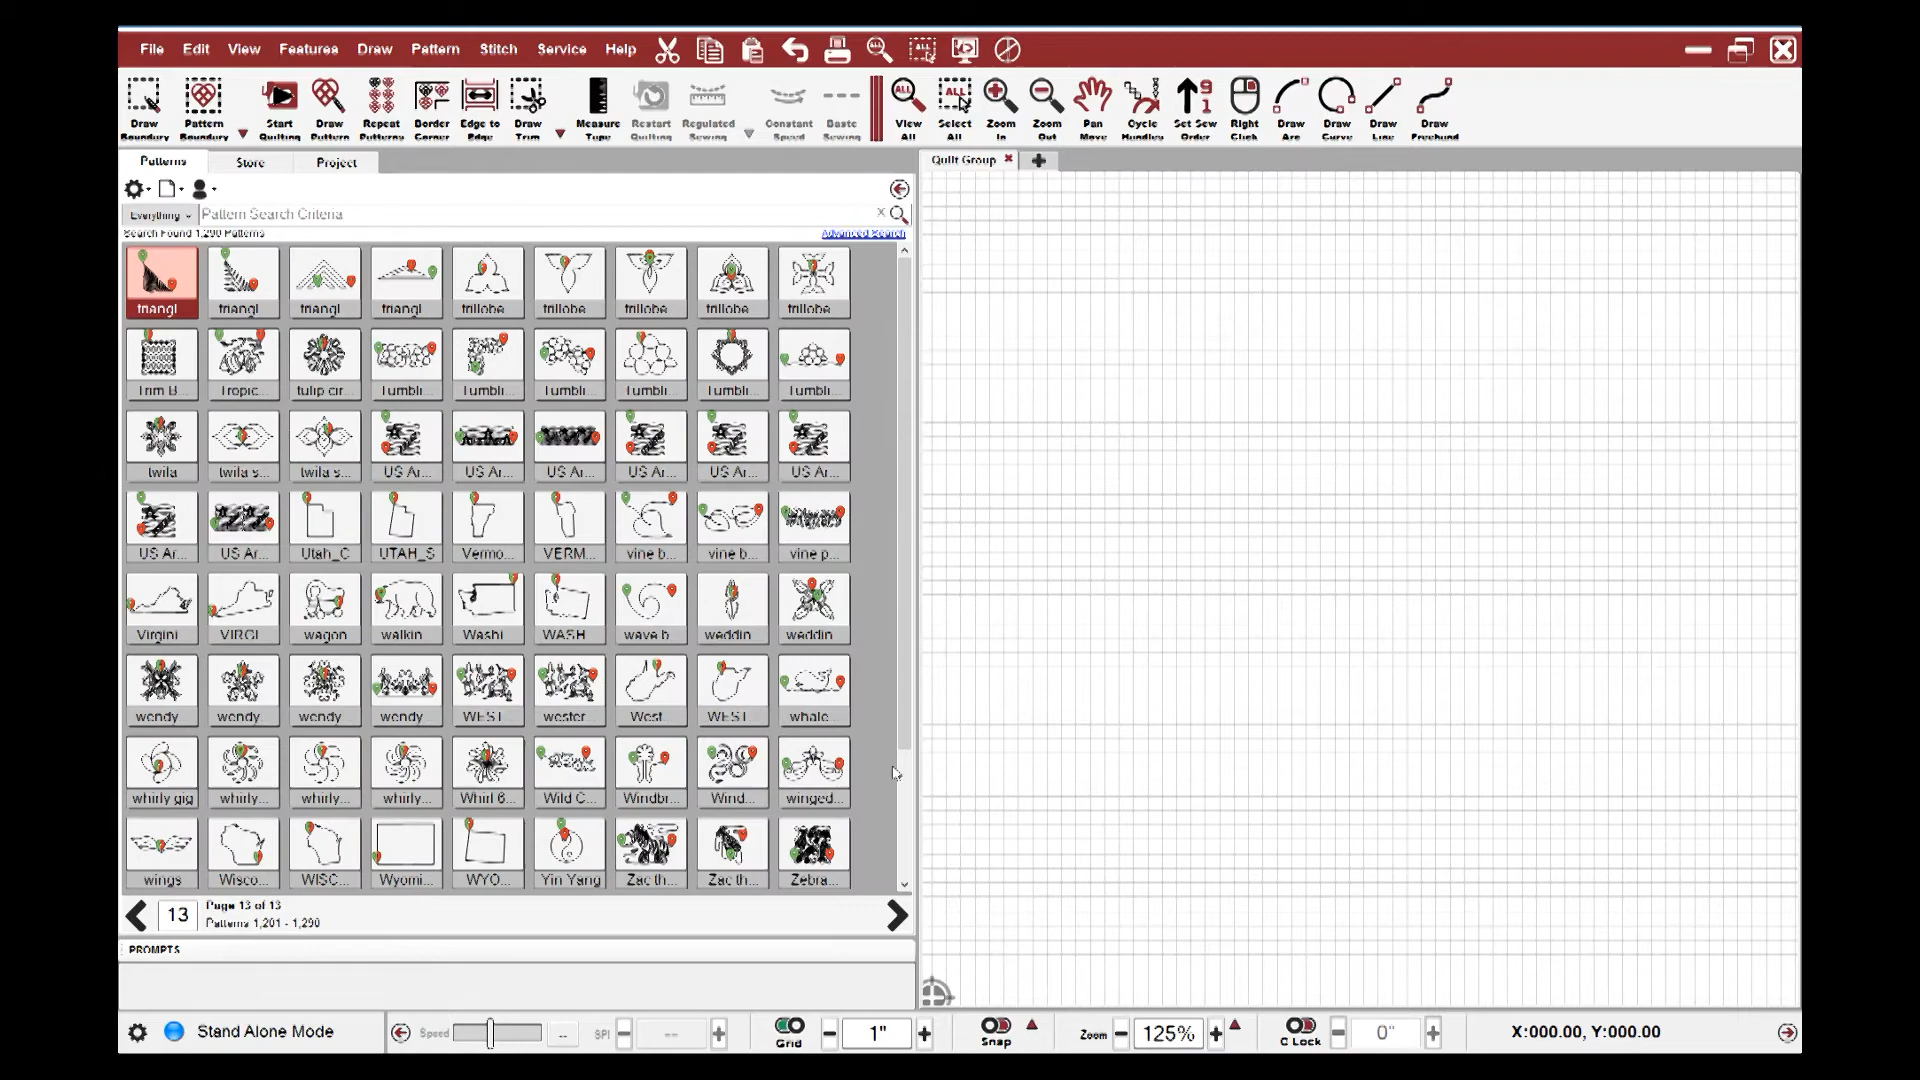 File Edit View Features Draw Pattern Stitch Service Help
Draw Boundary
Pattern Boundary
Start Quilting
Draw Pattern
Repeat Patterns
Border Corner
Edge to Edge
Draw Trim
Measure Tape
Restart Quilting
Regulated Sewing
Constant Speed
Baste Sewing
View All
Select All
Zoom In
Zoom Out
Pan Move
Cycle Handles
Set Sew Order
Right Click
Draw Arc
Draw Curve
Draw Line
Draw Freehand
Patterns Store Project
Quilt Group
Everything Pattern Search Criteria
Search Found 1,290 Patterns Advanced Search
triangl triangl triangl triangl trillobe trillobe trillobe trillobe trillobe
Trim B... Tropic... tulip cir... Tumbli... Tumbli... Tumbli... Tumbli... Tumbli... Tumbli...
twila twila s... twila s... US Ar... US Ar... US Ar... US Ar... US Ar... US Ar...
US Ar... US Ar... Utah_C UTAH_S Vermo... VERM... vine b... vine b... vine p...
Virgini VIRGI wagon walkin Washi WASH wave b weddin weddin
wendy wendy wendy wendy WEST wester West WEST whale
whirly gig whirly... whirly... whirly... Whirl 6... Wild C... Windbr... Wind... winged
wings Wisco... WISC... Wyomi... WYO... Yin Yang Zac th... Zac th... Zebra...
13 Page 13 of 13
Patterns 1,201 - 1,290
PROMPTS
Stand Alone Mode Speed -- SPI -- Grid 1" Snap Zoom 125% C Lock 0" X:000.00, Y:000.00